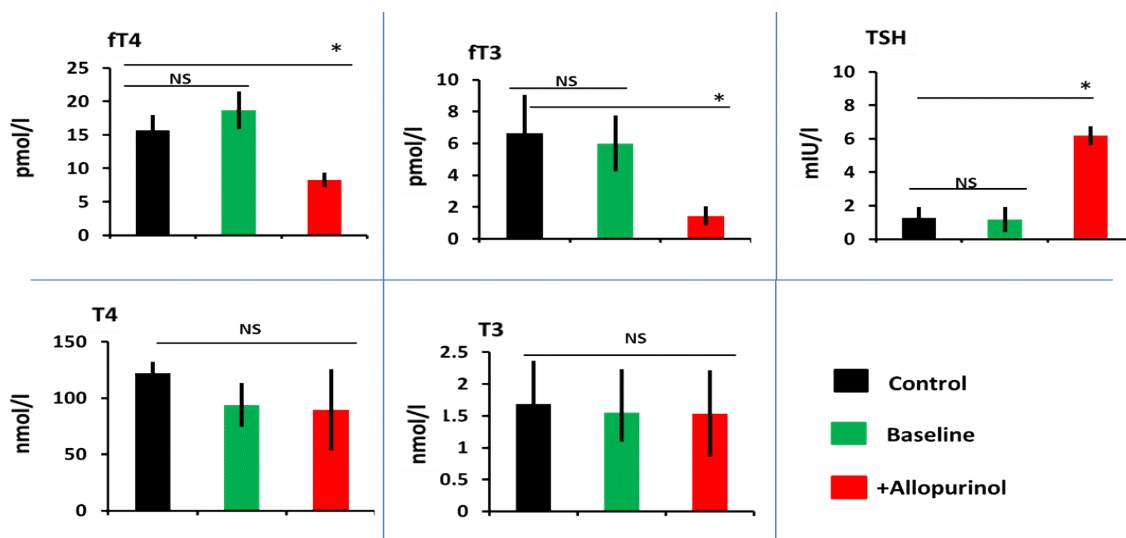 fT4
*
NS
25
20
15
10
5
0
pmol/l
fT3
NS
*
10
8
6
4
2
0
pmol/l
TSH
*
NS
10
8
6
4
2
0
mIU/l
T4
NS
150
100
50
0
nmol/l
T3
NS
2.5
2
1.5
1
0.5
0
nmol/l
Control
Baseline
+Allopurinol